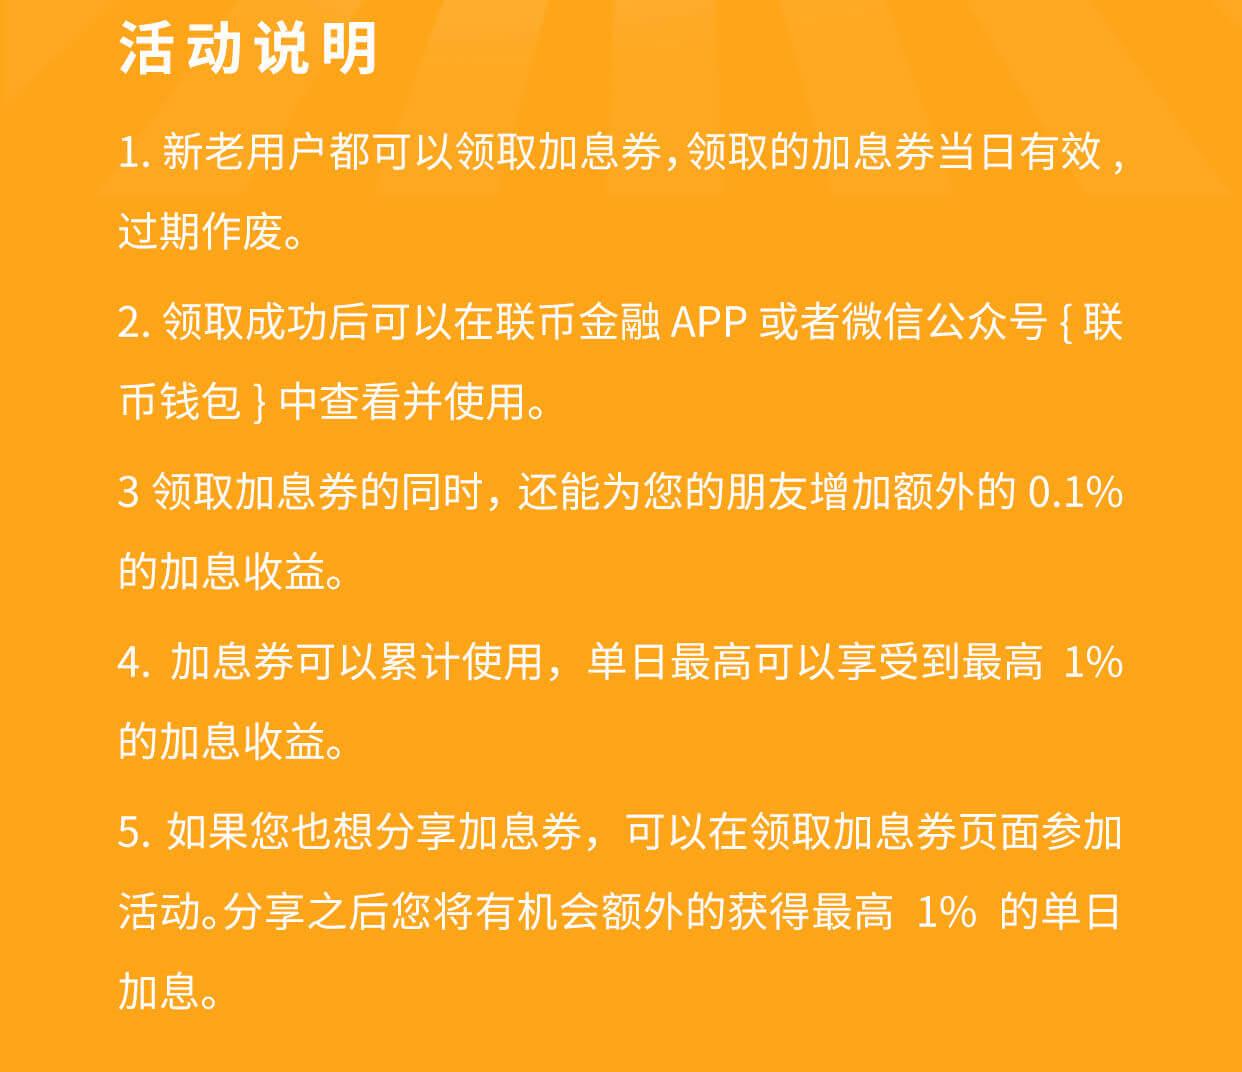 活动说明
1. 新老用户都可以领取加息券，领取的加息券当日有效，
过期作废。
2. 领取成功后可以在联币金融 APP 或者微信公众号 { 联
币钱包 } 中查看并使用。
3 领取加息券的同时，还能为您的朋友增加额外的 0.1%
的加息收益。
4. 加息券可以累计使用，单日最高可以享受到最高 1%
的加息收益。
5. 如果您也想分享加息券，可以在领取加息券页面参加
活动。分享之后您将有机会额外的获得最高 1% 的单日
加息。